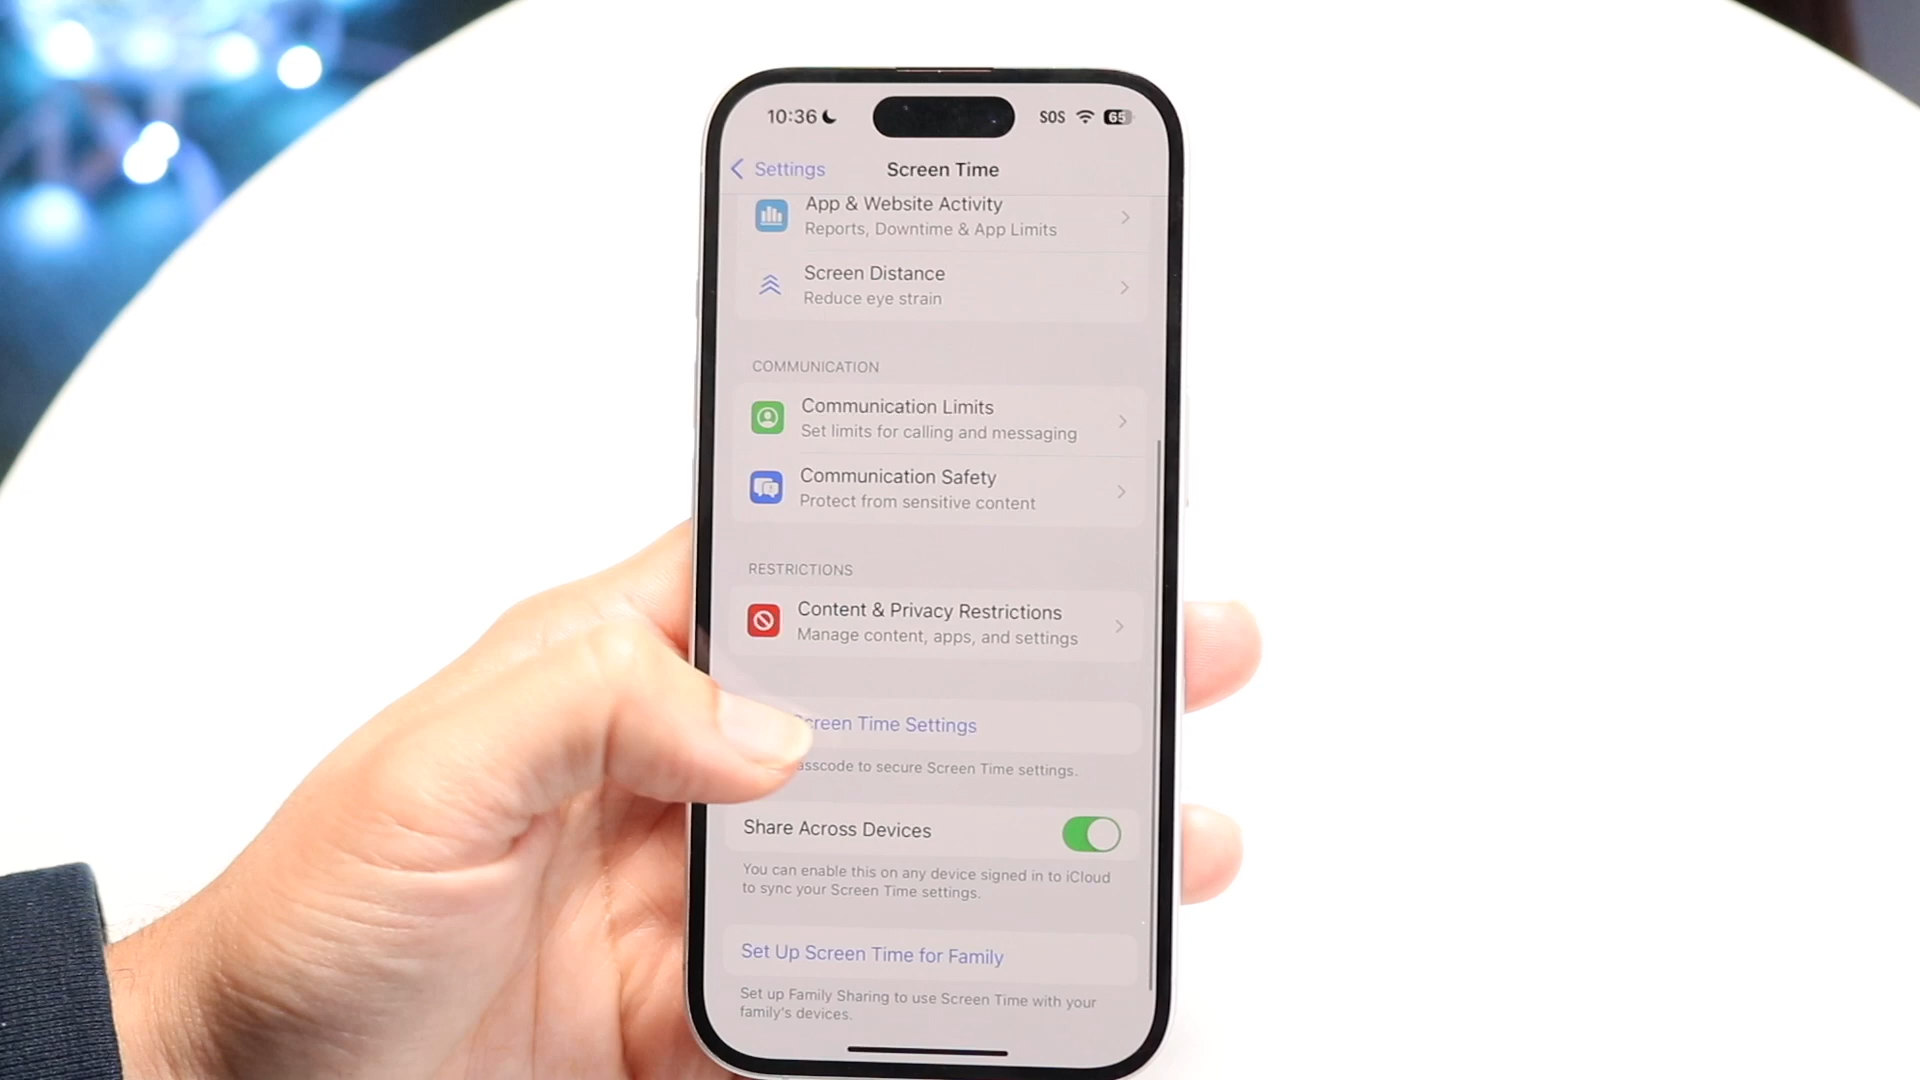 10:36 SOS 65
Settings Screen Time
App & Website Activity
Reports, Downtime & App Limits
Screen Distance
Reduce eye strain
COMMUNICATION
Communication Limits
Set limits for calling and messaging
Communication Safety
Protect from sensitive content
RESTRICTIONS
Content & Privacy Restrictions
Manage content, apps, and settings
Screen Time Settings
to secure Screen Time settings.
Share Across Devices
You can enable this on any device signed in to iCloud
to sync your Screen Time settings.
Set Up Screen Time for Family
Set up Family Sharing to use Screen Time with your
family's devices.